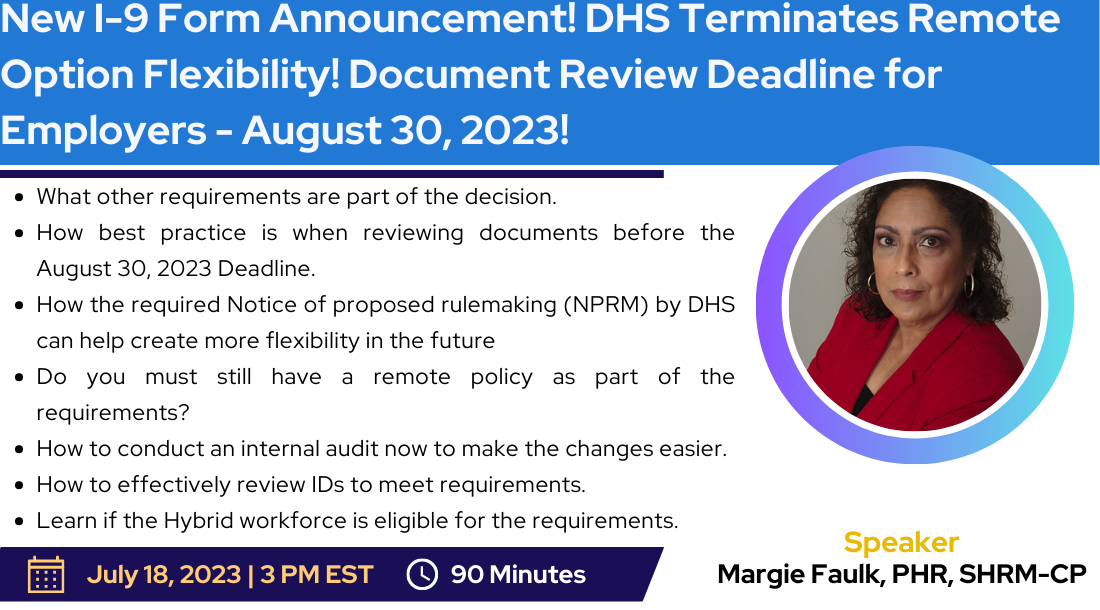 New I-9 Form Announcement! DHS Terminates Remote
Option Flexibility! Document Review Deadline for
Employers - August 30, 2023!
What other requirements are part of the decision.
How best practice is when reviewing documents before the
August 30, 2023 Deadline.
How the required Notice of proposed rulemaking (NPRM) by DHS
can help create more flexibility in the future
Do you must still have a remote policy as part of the
requirements?
How to conduct an internal audit now to make the changes easier.
How to effectively review IDs to meet requirements.
Learn if the Hybrid workforce is eligible for the requirements.
July 18, 2023 | 3 PM EST
90 Minutes
Speaker
Margie Faulk, PHR, SHRM-CP